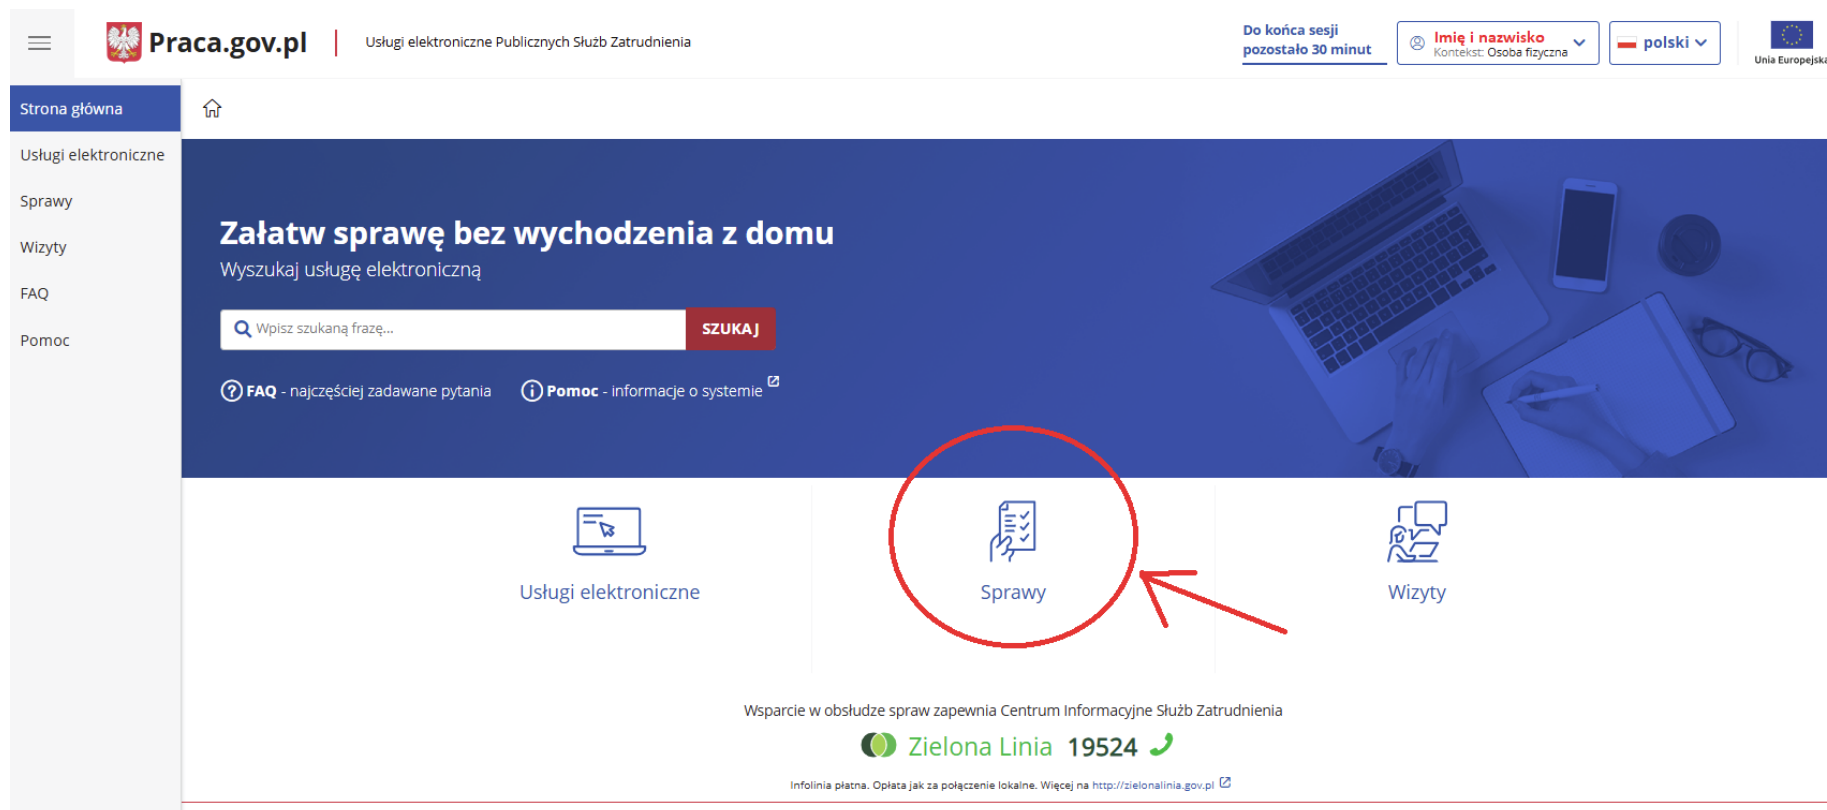 Praca.gov.pl
Usługi elektroniczne Publicznych Służb Zatrudnienia
Do końca sesji
pozostało 30 minut
Imię i nazwisko
Kontekst: Osoba fizyczna
polski
Unia Europejska
Strona główna
Usługi elektroniczne
Sprawy
Wizyty
FAQ
Pomoc
Załatw sprawę bez wychodzenia z domu
Wyszukaj usługę elektroniczną
Wpisz szukaną frazę...
SZUKAJ
FAQ - najczęściej zadawane pytania
Pomoc - informacje o systemie
Usługi elektroniczne
Sprawy
Wizyty
Wsparcie w obsłudze spraw zapewnia Centrum Informacyjne Służb Zatrudnienia
Zielona Linia 19524
Infolinia płatna. Opłata jak za połączenie lokalne. Więcej na http://zielonalinia.gov.pl